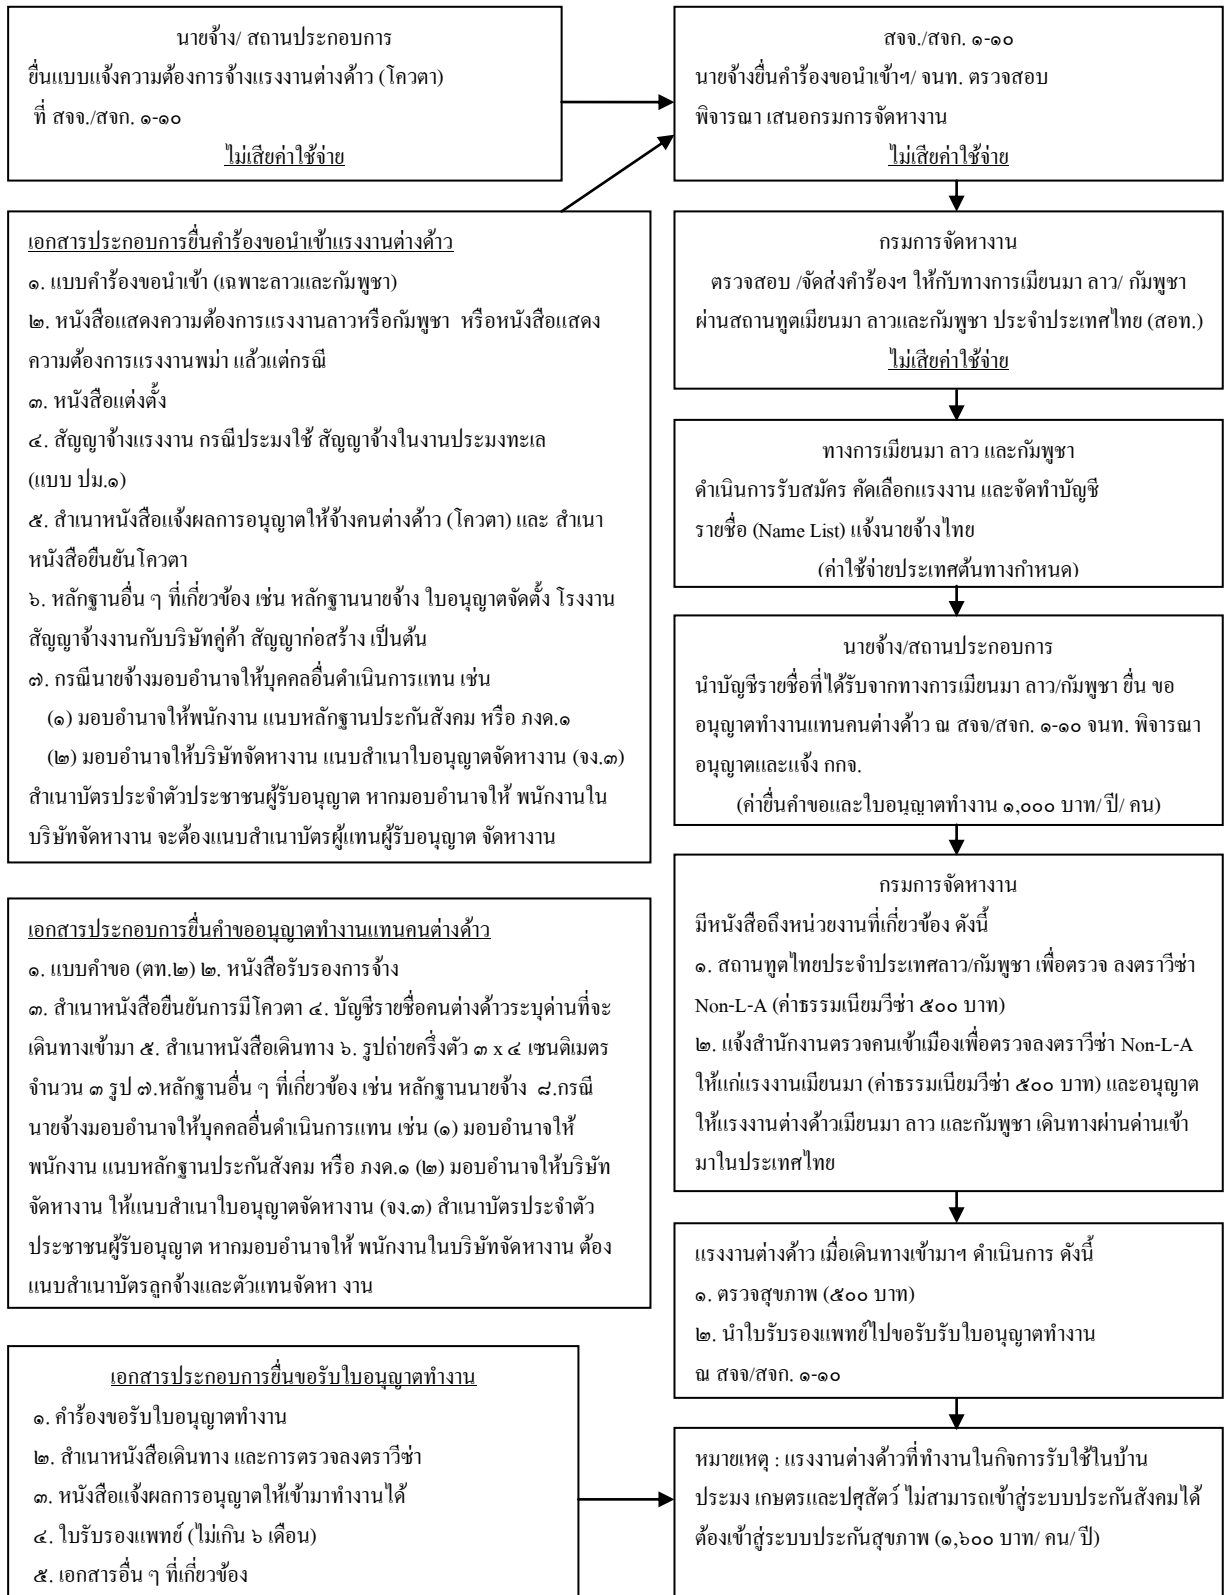 นายจ้าง/ สถานประกอบการ
ยื่นแบบแจ้งความต้องการจ้างแรงงานต่างด้าว (โควตา)
ที่ สจจ./สจก. ๑-๑๐
ไม่เสียค่าใช้จ่าย
สจจ./สจก. ๑-๑๐
นายจ้างยื่นคำร้องขอนำเข้าฯ/ จนท. ตรวจสอบ
พิจารณา เสนอกรมการจัดหางาน
ไม่เสียค่าใช้จ่าย
เอกสารประกอบการยื่นคำร้องขอนำเข้าแรงงานต่างด้าว
๑. แบบคำร้องขอนำเข้า (เฉพาะลาวและกัมพูชา)
๒. หนังสือแสดงความต้องการแรงงานลาวหรือกัมพูชา หรือหนังสือแสดง
ความต้องการแรงงานพม่า แล้วแต่กรณี
๓. หนังสือแต่งตั้ง
๔. สัญญาจ้างแรงงาน กรณีประมงใช้ สัญญาจ้างในงานประมงทะเล
(แบบ ปม.๑)
๕. สำเนาหนังสือแจ้งผลการอนุญาตให้จ้างคนต่างด้าว (โควตา) และ สำเนา
หนังสือยืนยันโควตา
๖. หลักฐานอื่น ๆ ที่เกี่ยวข้อง เช่น หลักฐานนายจ้าง ใบอนุญาตจัดตั้ง โรงงาน
สัญญาจ้างงานกับบริษัทคู่ค้า สัญญาก่อสร้าง เป็นต้น
๗. กรณีนายจ้างมอบอำนาจให้บุคคลอื่นดำเนินการแทน เช่น
(๑) มอบอำนาจให้พนักงาน แนบหลักฐานประกันสังคม หรือ ภงด.๑
(๒) มอบอำนาจให้บริษัทจัดหางาน แนบสำเนาใบอนุญาตจัดหางาน (จง.๓)
สำเนาบัตรประจำตัวประชาชนผู้รับอนุญาต หากมอบอำนาจให้ พนักงานใน
บริษัทจัดหางาน จะต้องแนบสำเนาบัตรผู้แทนผู้รับอนุญาต จัดหางาน
กรมการจัดหางาน
ตรวจสอบ /จัดส่งคำร้องฯ ให้กับทางการเมียนมา ลาว/ กัมพูชา
ผ่านสถานทูตเมียนมา ลาวและกัมพูชา ประจำประเทศไทย (สอท.)
ไม่เสียค่าใช้จ่าย
ทางการเมียนมา ลาว และกัมพูชา
ดำเนินการรับสมัคร คัดเลือกแรงงาน และจัดทำบัญชี
รายชื่อ (Name List) แจ้งนายจ้างไทย
(ค่าใช้จ่ายประเทศต้นทางกำหนด)
นายจ้าง/สถานประกอบการ
นำบัญชีรายชื่อที่ได้รับจากทางการเมียนมา ลาว/กัมพูชา ยื่น ขอ
อนุญาตทำงานแทนคนต่างด้าว ณ สจจ/สจก. ๑-๑๐ จนท. พิจารณา
อนุญาตและแจ้ง กกจ.
(ค่ายื่นคำขอและใบอนุญาตทำงาน ๑,๐๐๐ บาท/ ปี/ คน)
เอกสารประกอบการยื่นคำขออนุญาตทำงานแทนคนต่างด้าว
๑. แบบคำขอ (ตท.๒) ๒. หนังสือรับรองการจ้าง
๓. สำเนาหนังสือยืนยันการมีโควตา ๔. บัญชีรายชื่อคนต่างด้าวระบุด่านที่จะ
เดินทางเข้ามา ๕. สำเนาหนังสือเดินทาง ๖. รูปถ่ายครึ่งตัว ๓ x ๔ เซนติเมตร
จำนวน ๓ รูป ๗.หลักฐานอื่น ๆ ที่เกี่ยวข้อง เช่น หลักฐานนายจ้าง ๘.กรณี
นายจ้างมอบอำนาจให้บุคคลอื่นดำเนินการแทน เช่น (๑) มอบอำนาจให้
พนักงาน แนบหลักฐานประกันสังคม หรือ ภงด.๑ (๒) มอบอำนาจให้บริษัท
จัดหางาน ให้แนบสำเนาใบอนุญาตจัดหางาน (จง.๓) สำเนาบัตรประจำตัว
ประชาชนผู้รับอนุญาต หากมอบอำนาจให้ พนักงานในบริษัทจัดหางาน ต้อง
แนบสำเนาบัตรลูกจ้างและตัวแทนจัดหา งาน
กรมการจัดหางาน
มีหนังสือถึงหน่วยงานที่เกี่ยวข้อง ดังนี้
๑. สถานทูตไทยประจำประเทศลาว/กัมพูชา เพื่อตรวจ ลงตราวีซ่า
Non-L-A (ค่าธรรมเนียมวีซ่า ๕๐๐ บาท)
๒. แจ้งสำนักงานตรวจคนเข้าเมืองเพื่อตรวจลงตราวีซ่า Non-L-A
ให้แก่แรงงานเมียนมา (ค่าธรรมเนียมวีซ่า ๕๐๐ บาท) และอนุญาต
ให้แรงงานต่างด้าวเมียนมา ลาว และกัมพูชา เดินทางผ่านด่านเข้า
มาในประเทศไทย
แรงงานต่างด้าว เมื่อเดินทางเข้ามาฯ ดำเนินการ ดังนี้
๑. ตรวจสุขภาพ (๕๐๐ บาท)
๒. นำใบรับรองแพทย์ไปขอรับรับใบอนุญาตทำงาน
ณ สจจ/สจก. ๑-๑๐
เอกสารประกอบการยื่นขอรับใบอนุญาตทำงาน
๑. คำร้องขอรับใบอนุญาตทำงาน
๒. สำเนาหนังสือเดินทาง และการตรวจลงตราวีซ่า
๓. หนังสือแจ้งผลการอนุญาตให้เข้ามาทำงานได้
๔. ใบรับรองแพทย์ (ไม่เกิน ๖ เดือน)
๕. เอกสารอื่น ๆ ที่เกี่ยวข้อง
หมายเหตุ : แรงงานต่างด้าวที่ทำงานในกิจการรับใช้ในบ้าน
ประมง เกษตรและปศุสัตว์ ไม่สามารถเข้าสู่ระบบประกันสังคมได้
ต้องเข้าสู่ระบบประกันสุขภาพ (๑,๖๐๐ บาท/ คน/ ปี)